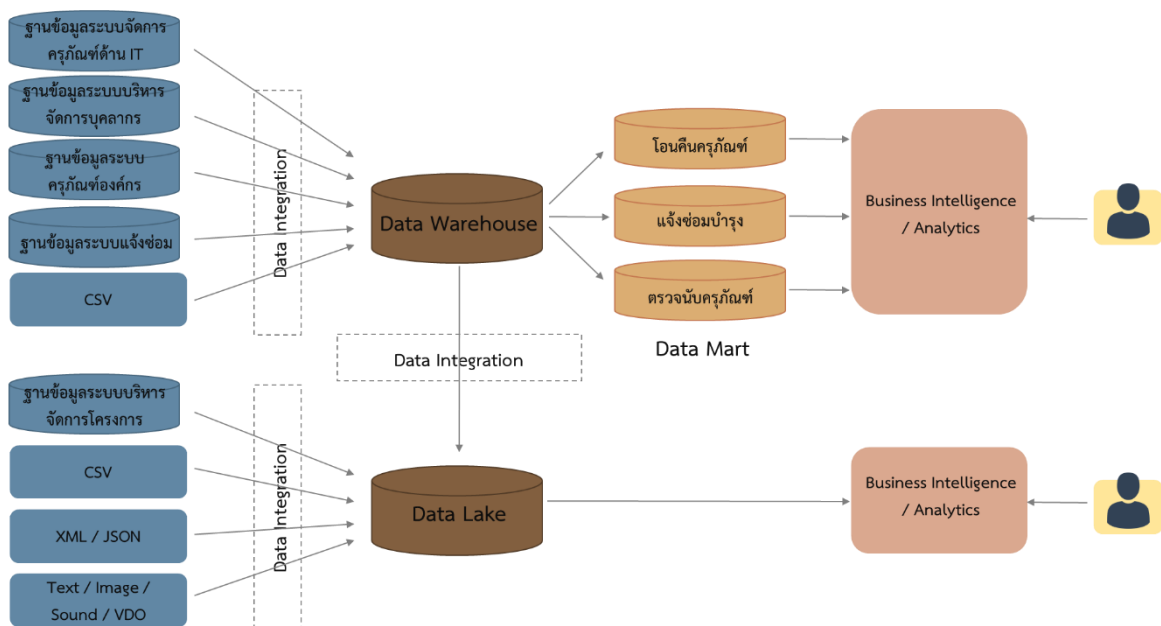 ฐานข้อมูลระบบจัดการ
ครุภัณฑ์ด้าน IT
ฐานข้อมูลระบบบริหาร
จัดการบุคลากร
ฐานข้อมูลระบบ
ครุภัณฑ์องค์กร
ฐานข้อมูลระบบแจ้งซ่อม
CSV
Data Integration
Data Warehouse
โอนคืนครุภัณฑ์
แจ้งซ่อมบำรุง
ตรวจนับครุภัณฑ์
Data Mart
Business Intelligence
/ Analytics
Data Integration
ฐานข้อมูลระบบบริหาร
จัดการโครงการ
CSV
XML / JSON
Text / Image /
Sound / VDO
Data Integration
Data Lake
Business Intelligence
/ Analytics